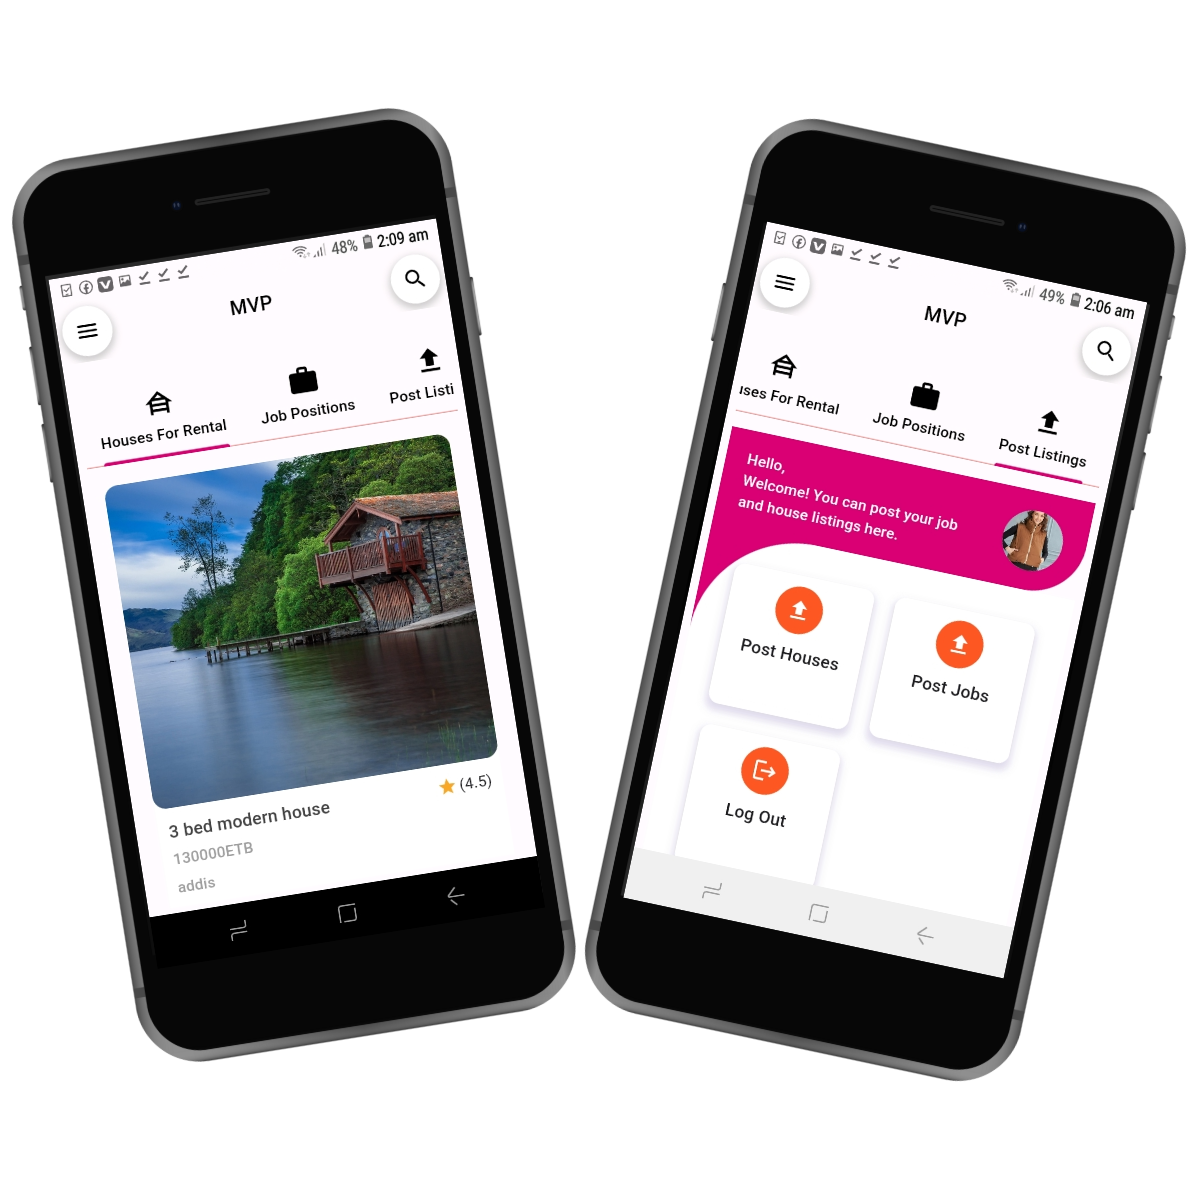 48% 2:09 am
MVP
Houses For Rental
Job Positions
Post Listi
(4.5)
3 bed modern house
130000ETB
addis
49% 2:06 am
MVP
ses For Rental
Job Positions
Post Listings
Hello,
Welcome! You can post your job
and house listings here.
Post Houses
Post Jobs
Log Out